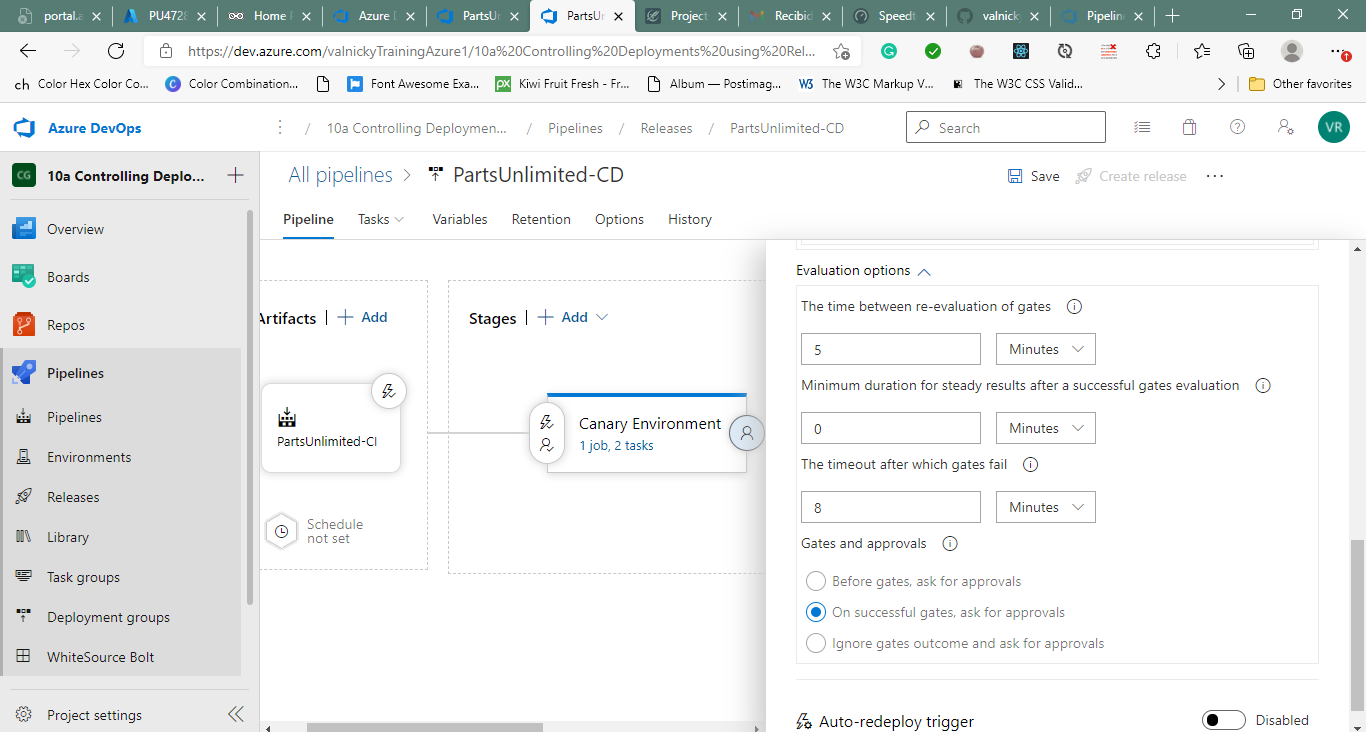 portal.a
PU4728
Home
Azure D
PartsUn
PartsUn
Project
Recibid
Speedt
valnick
Pipelin
https://dev.azure.com/valnickyTrainingAzure1/10a%20Controlling%20Deployments%20using%20Rel...
ch Color Hex Color Co...
C Color Combination...
Font Awesome Exa...
px Kiwi Fruit Fresh - Fr...
Album — Postimag...
W3 The W3C Markup V...
The W3C CSS Valid...
Other favorites
Azure DevOps
/ 10a Controlling Deploymen... / Pipelines / Releases / PartsUnlimited-CD
Search
VR
CG 10a Controlling Deplo...
All pipelines > PartsUnlimited-CD
Save
Create release
Pipeline
Tasks
Variables
Retention
Options
History
Overview
Boards
Repos
Pipelines
Pipelines
Environments
Releases
Library
Task groups
Deployment groups
WhiteSource Bolt
Project settings
Artifacts | + Add
PartsUnlimited-CI
Schedule
not set
Stages | + Add
Canary Environment
1 job, 2 tasks
Evaluation options
The time between re-evaluation of gates
5 Minutes
Minimum duration for steady results after a successful gates evaluation
0 Minutes
The timeout after which gates fail
8 Minutes
Gates and approvals
Before gates, ask for approvals
On successful gates, ask for approvals
Ignore gates outcome and ask for approvals
Auto-redeploy trigger
Disabled